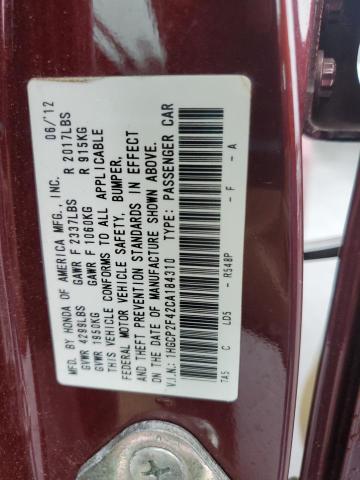 MFD. BY HONDA OF AMERICA MFG., INC. 06/'12
GVWR 4299LBS GAWR F 2337LBS R 2017LBS
GVWR 1950KG GAWR F 1060KG R 915KG
THIS VEHICLE CONFORMS TO ALL APPLICABLE
FEDERAL MOTOR VEHICLE SAFETY, BUMPER,
AND THEFT PREVENTION STANDARDS IN EFFECT
ON THE DATE OF MANUFACTURE SHOWN ABOVE.
V.I.N: 1HGCP2F42CA184310 TYPE: PASSENGER CAR
TA5 C LD5 - R548P - F - A